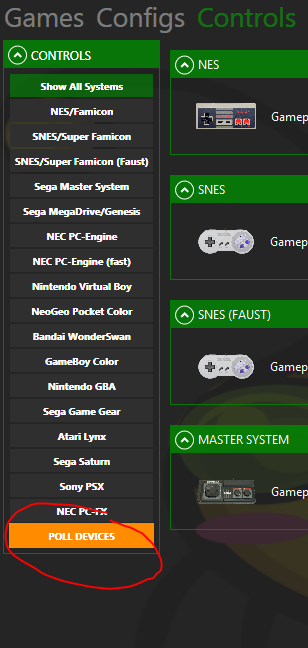 Games Configs Controls
CONTROLS
Show All Systems
NES/Famicon
SNES/Super Famicon
SNES/Super Famicon (Faust)
Sega Master System
Sega MegaDrive/Genesis
NEC PC-Engine
NEC PC-Engine (fast)
Nintendo Virtual Boy
NeoGeo Pocket Color
Bandai WonderSwan
GameBoy Color
Nintendo GBA
Sega Game Gear
Atari Lynx
Sega Saturn
Sony PSX
NEC PC-FX
POLL DEVICES
NES
Gamep
SNES
Gamep
SNES (FAUST)
Gamep
MASTER SYSTEM
Gamep